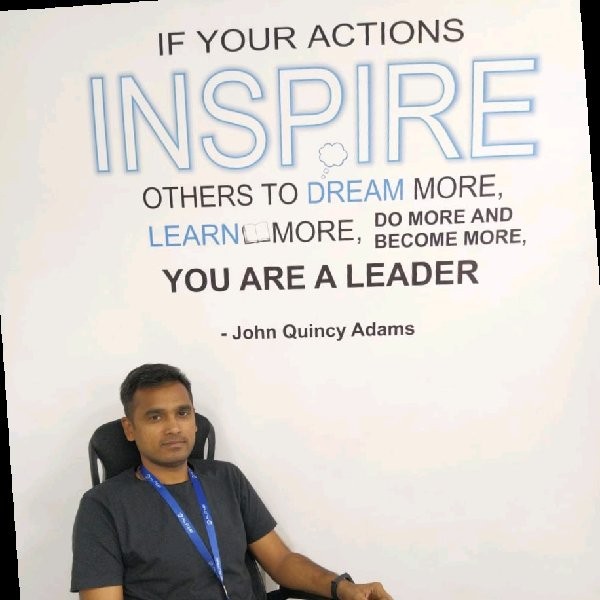 IF YOUR ACTIONS
INSPIRE
OTHERS TO DREAM MORE,
LEARN MORE, DO MORE AND
BECOME MORE,
YOU ARE A LEADER
- John Quincy Adams